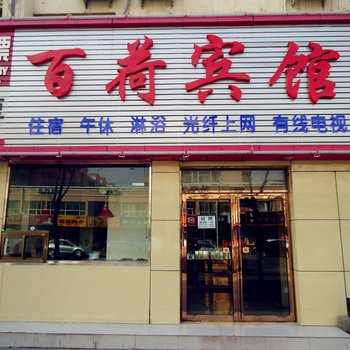 百荷宾馆
住宿 午休 淋浴 光纤上网 有线电视